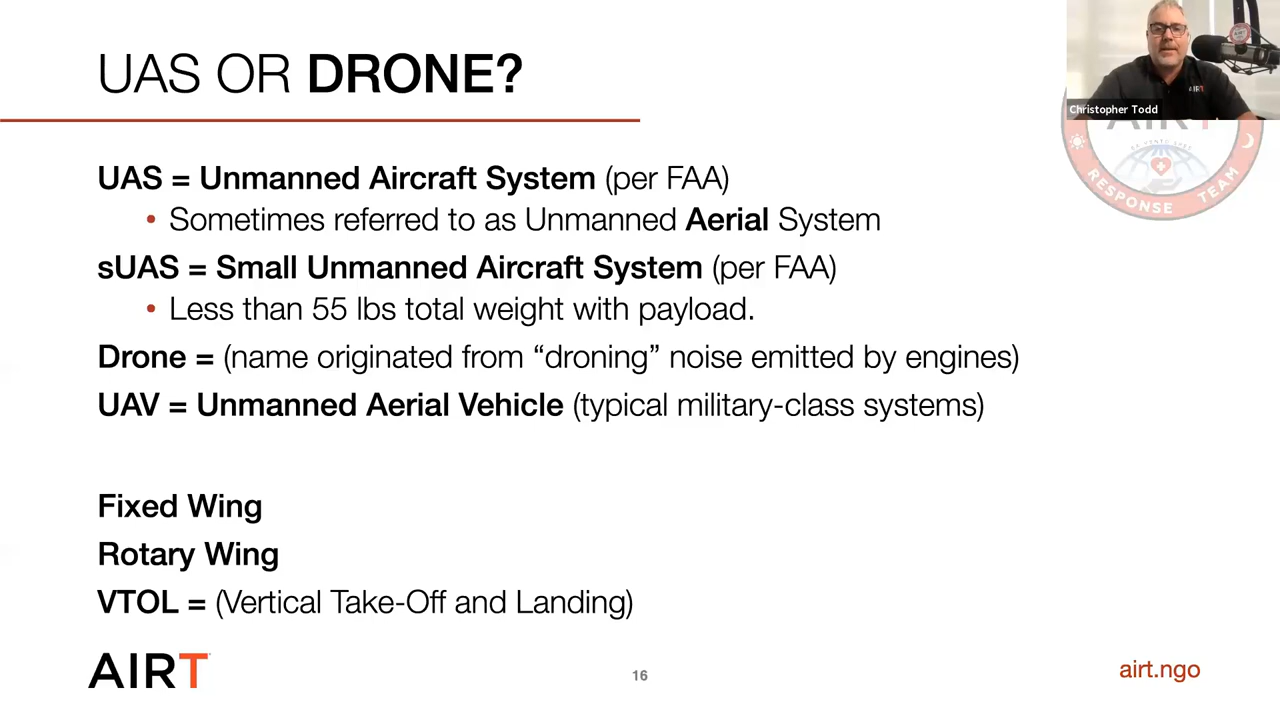 UAS OR DRONE?
AIRT
Christopher Todd
AIRT
RESPONSE TEAM
UAS = Unmanned Aircraft System (per FAA)
• Sometimes referred to as Unmanned Aerial System
sUAS = Small Unmanned Aircraft System (per FAA)
• Less than 55 lbs total weight with payload.
Drone = (name originated from “droning” noise emitted by engines)
UAV = Unmanned Aerial Vehicle (typical military-class systems)
Fixed Wing
Rotary Wing
VTOL = (Vertical Take-Off and Landing)
AIRT
16
airt.ngo